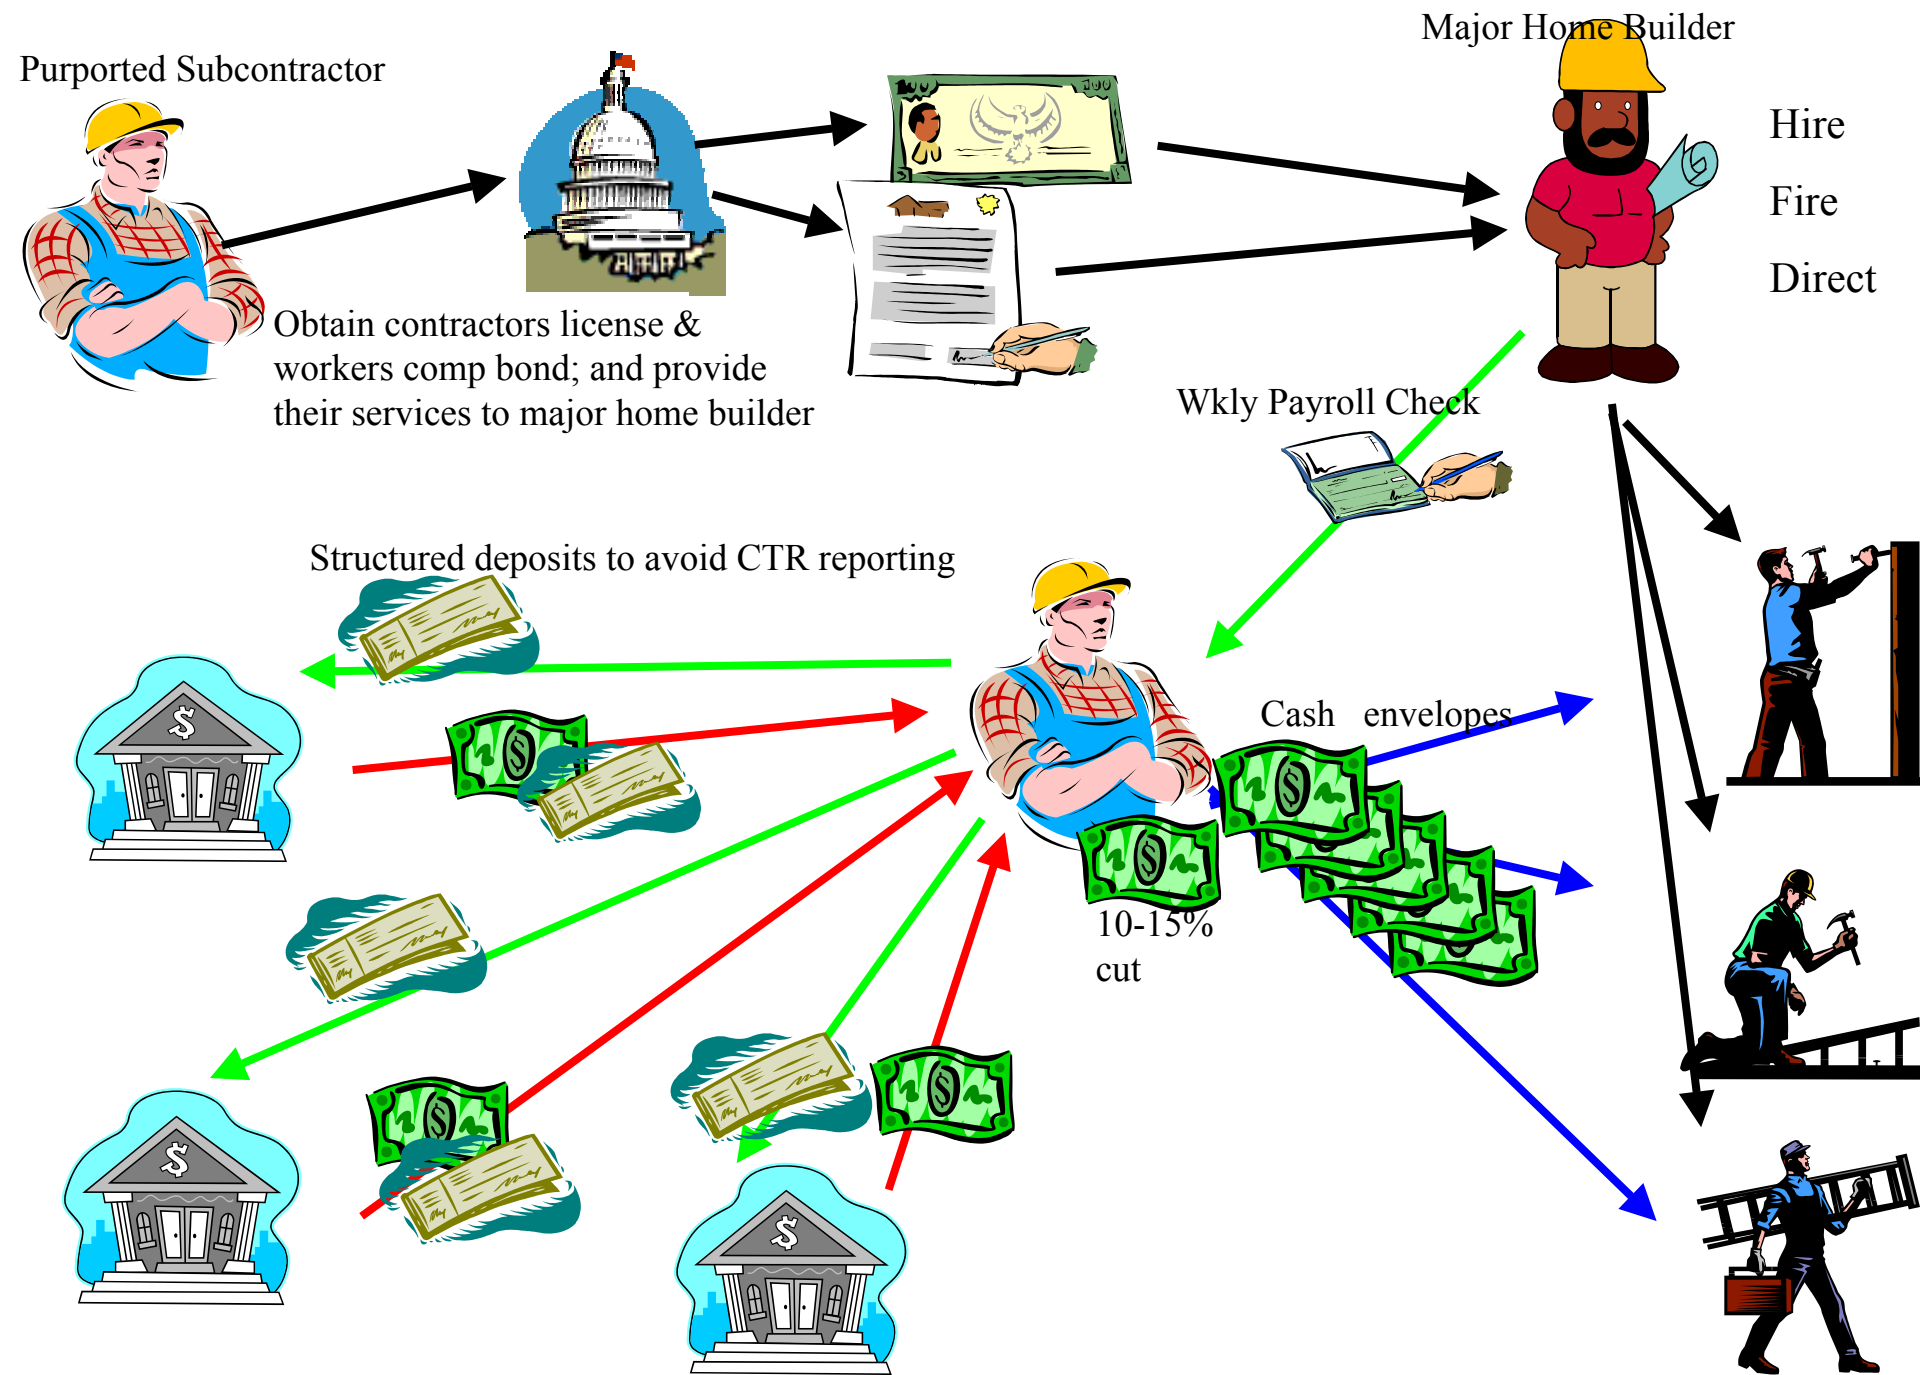 Major Home Builder
Purported Subcontractor
Hire
Fire
Direct
Obtain contractors license &
workers comp bond; and provide
their services to major home builder
Wkly Payroll Check
Structured deposits to avoid CTR reporting
Cash envelopes
10-15%
cut